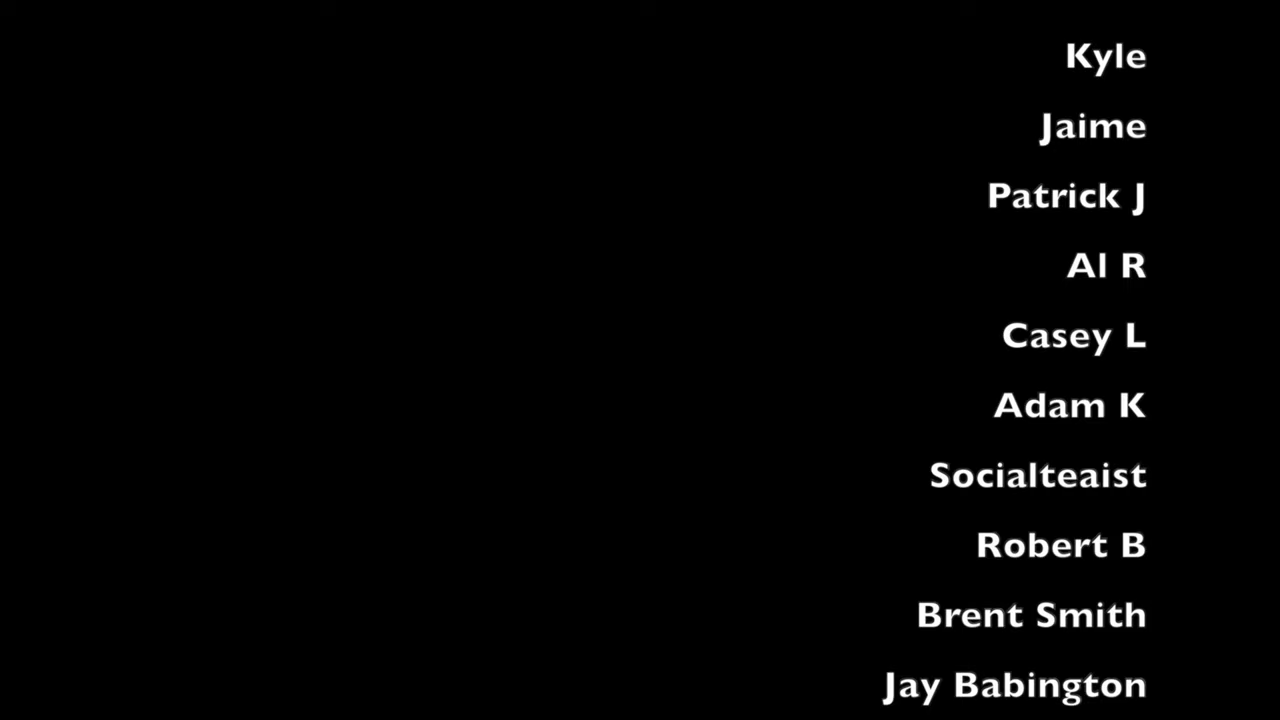 Kyle
Jaime
Patrick J
Al R
Casey L
Adam K
Socialteaist
Robert B
Brent Smith
Jay Babington